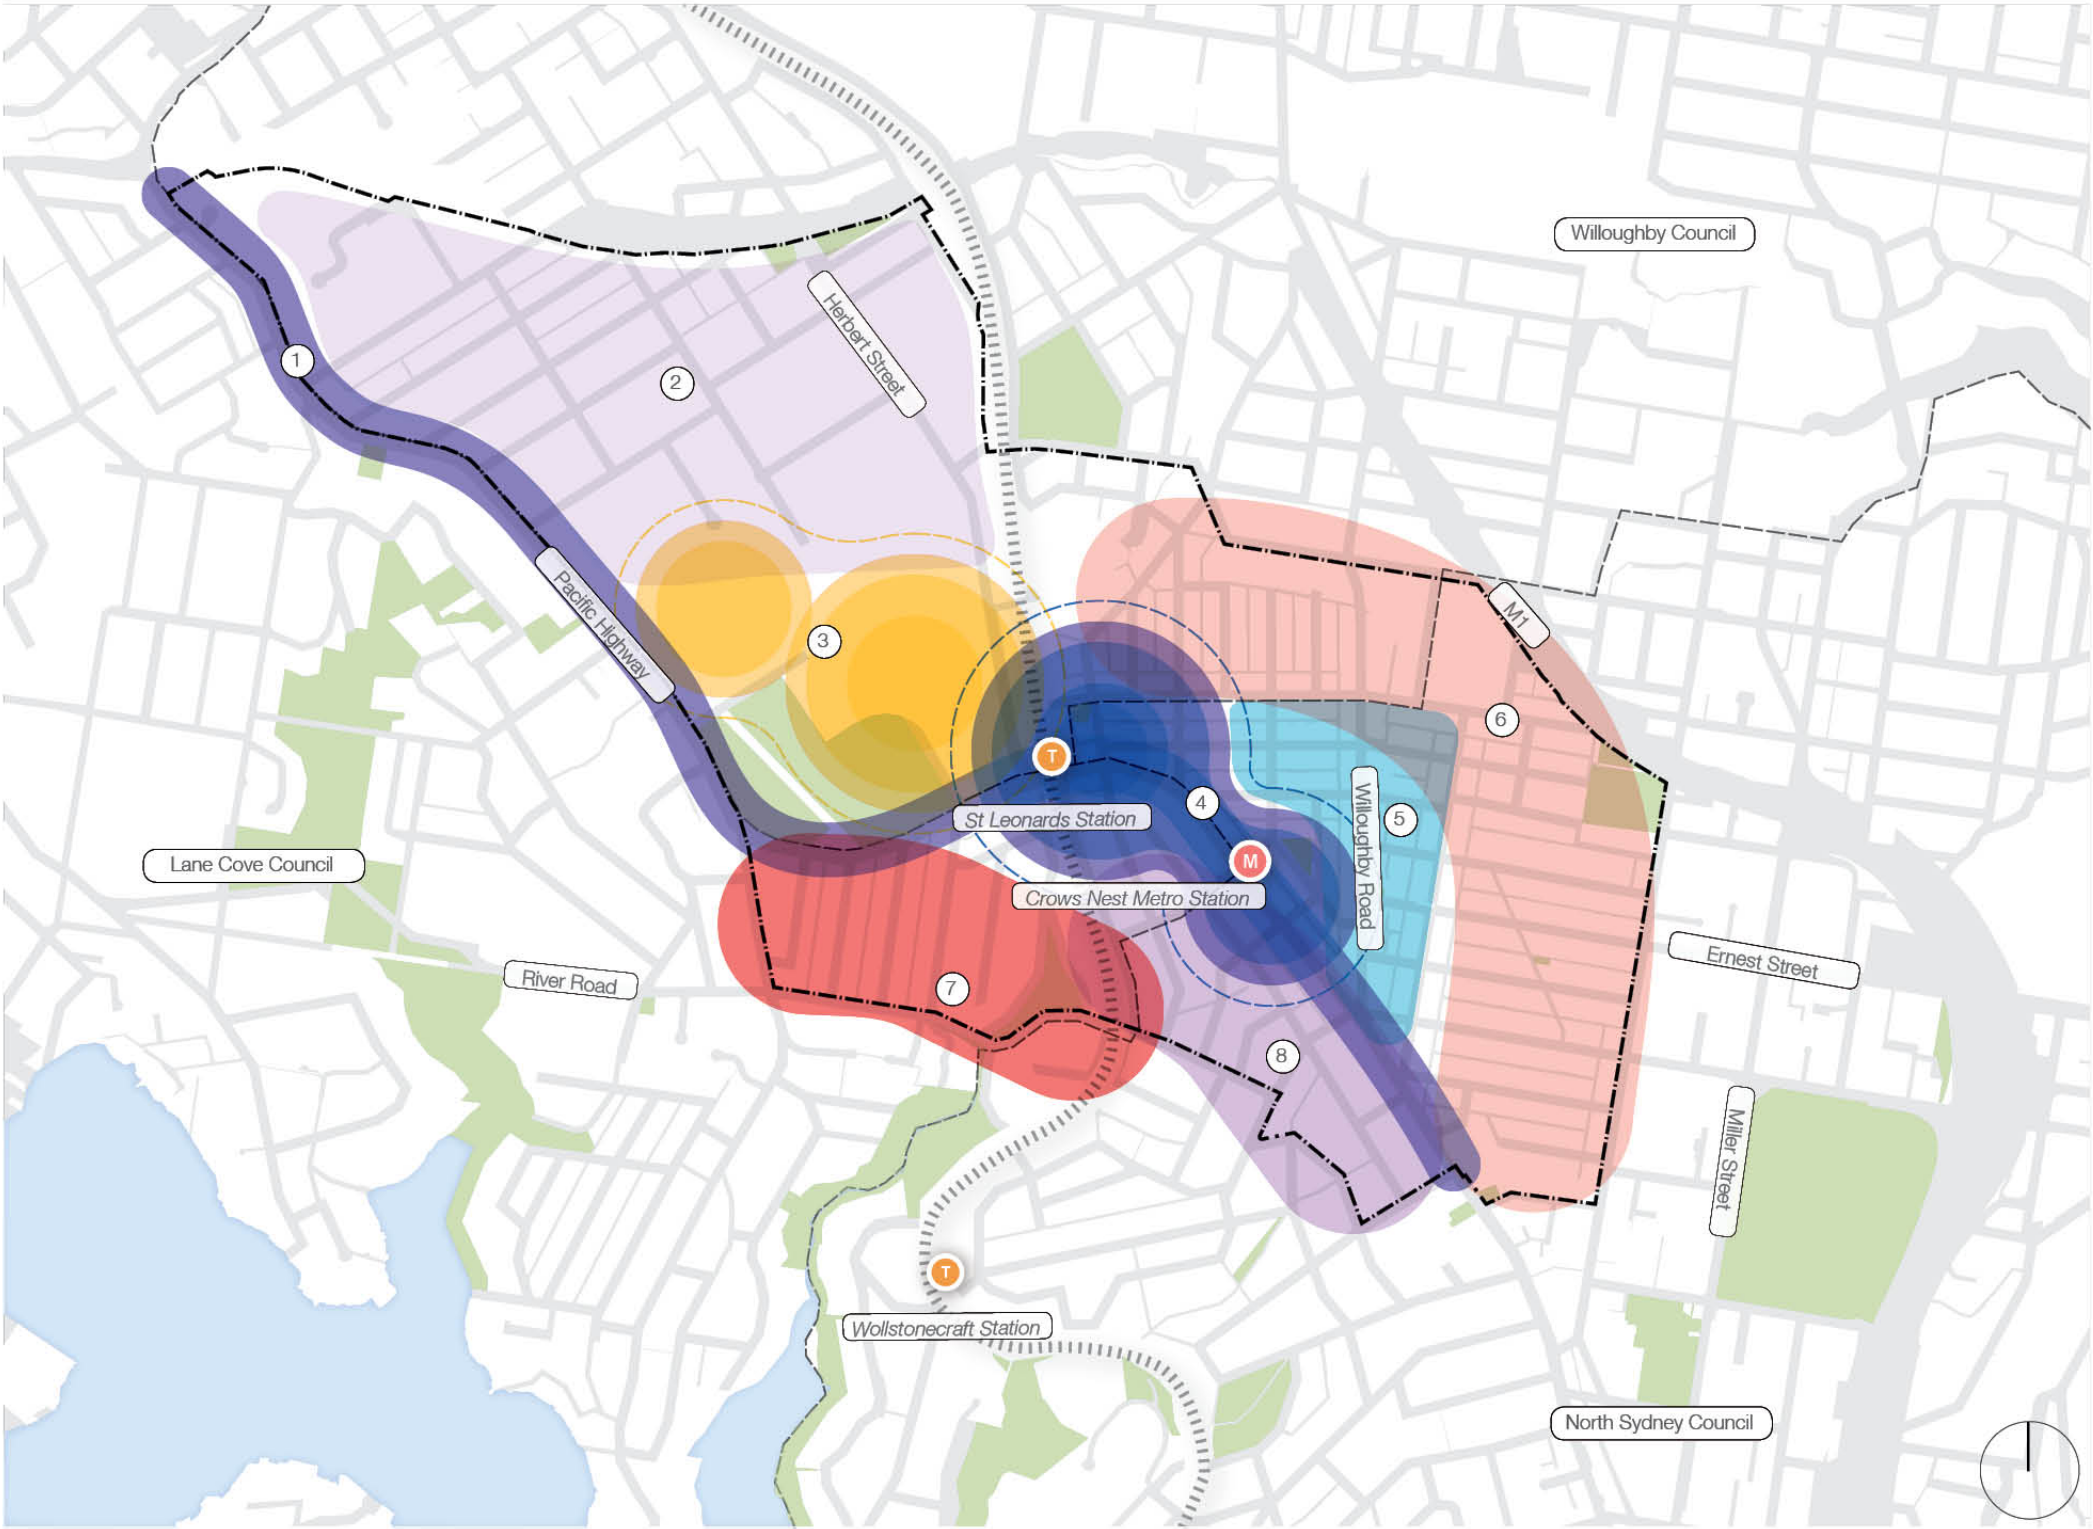 Willoughby Council
Herbert Street
1
2
Pacific Highway
3
M1
6
T
4
St Leonards Station
Willoughby Road
5
M
Lane Cove Council
Crows Nest Metro Station
River Road
7
Ernest Street
8
Miller Street
T
Wollstonecraft Station
North Sydney Council